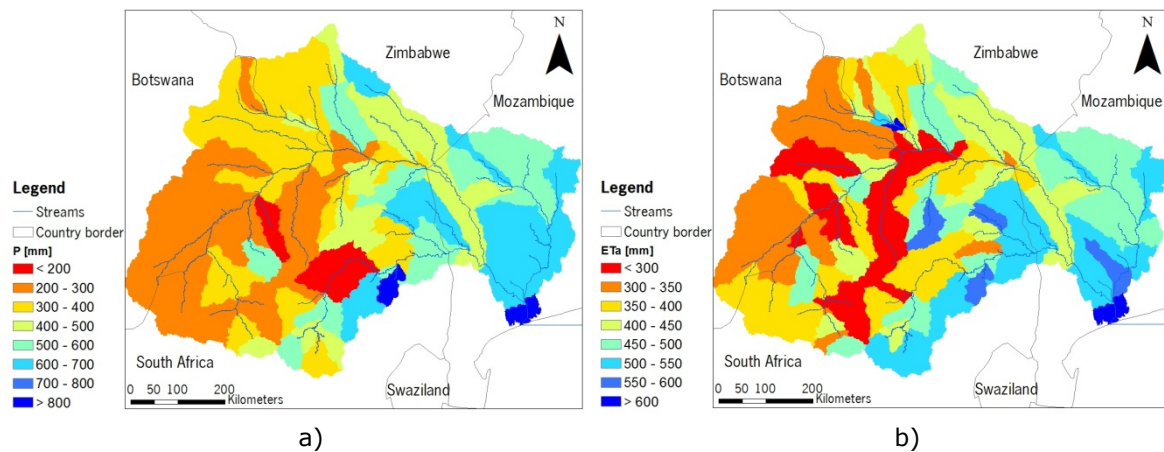 N
Zimbabwe
Botswana
Mozambique
Legend
Streams
Country border
P [mm]
< 200
200 - 300
300 - 400
400 - 500
500 - 600
600 - 700
700 - 800
> 800
South Africa
Swaziland
0 50 100 200
Kilometers
a)
N
Zimbabwe
Botswana
Mozambique
Legend
Streams
Country border
ETa [mm]
< 300
300 - 350
350 - 400
400 - 450
450 - 500
500 - 550
550 - 600
> 600
South Africa
Swaziland
0 50 100 200
Kilometers
b)